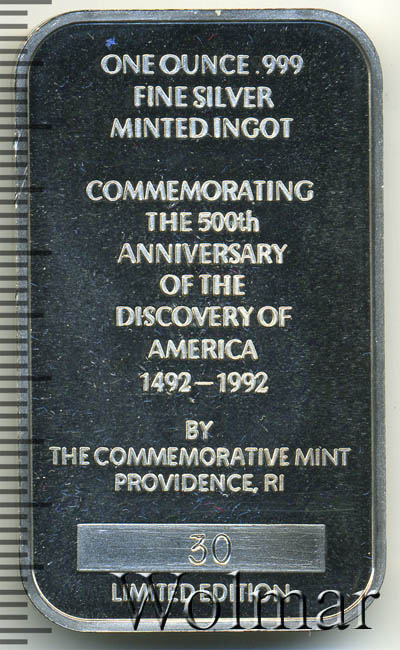 ONE OUNCE .999
FINE SILVER
MINTED INGOT
COMMEMORATING
THE 500th
ANNIVERSARY
OF THE
DISCOVERY OF
AMERICA
1492–1992
BY
THE COMMEMORATIVE MINT
PROVIDENCE, RI
30
LIMITED EDITION
Wolmar